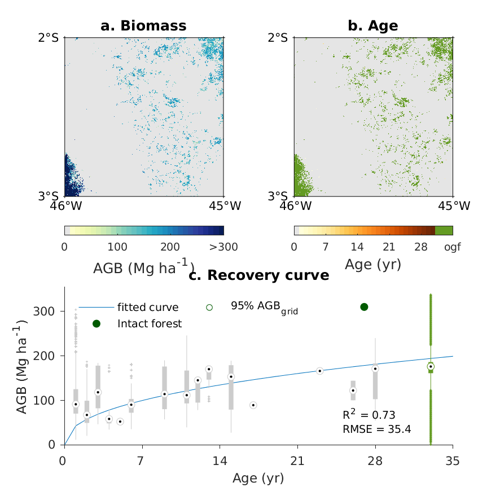 a. Biomass
b. Age
2°S
3°S
46°W
45°W
2°S
3°S
46°W
45°W
0
100
200
>300
AGB (Mg ha⁻¹)
0
7
14
21
28
ogf
Age (yr)
c. Recovery curve
AGB (Mg ha⁻¹)
300
200
100
0
fitted curve
95% AGB_grid
Intact forest
R² = 0.73
RMSE = 35.4
0
7
14
21
28
35
Age (yr)